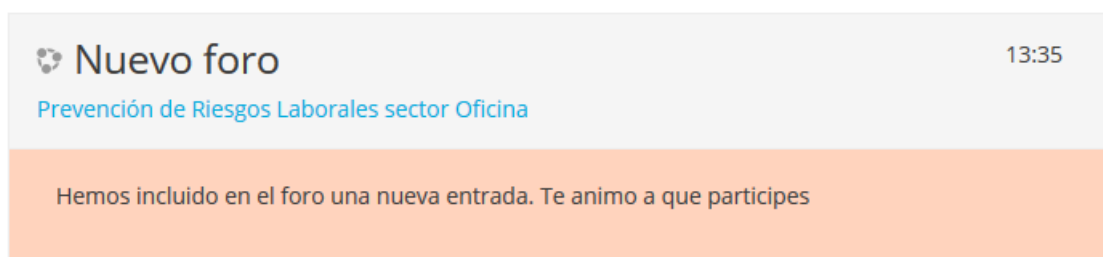 Nuevo foro
13:35
Prevención de Riesgos Laborales sector Oficina
Hemos incluido en el foro una nueva entrada. Te animo a que participes